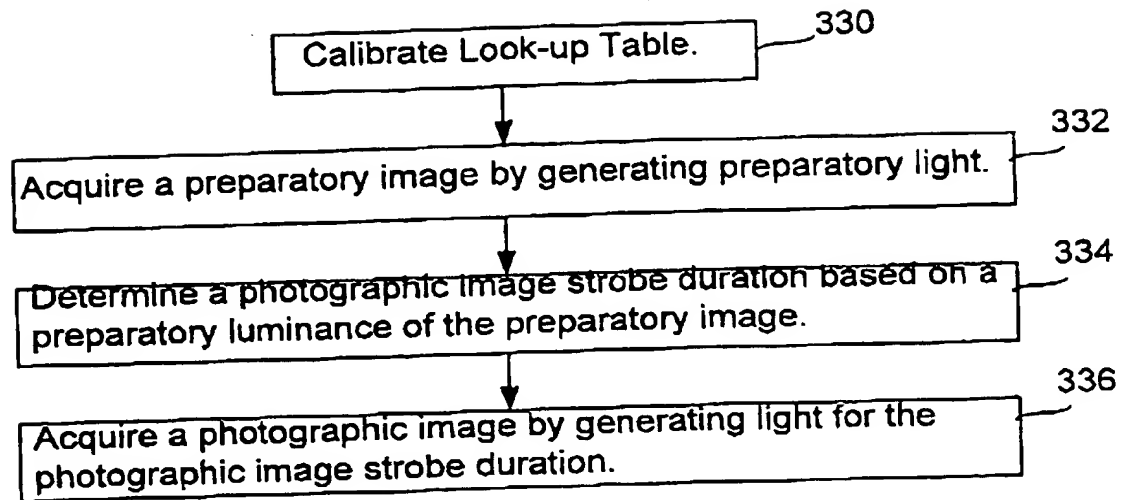 Calibrate Look-up Table.
330
Acquire a preparatory image by generating preparatory light.
332
Determine a photographic image strobe duration based on a
preparatory luminance of the preparatory image.
334
Acquire a photographic image by generating light for the
photographic image strobe duration.
336